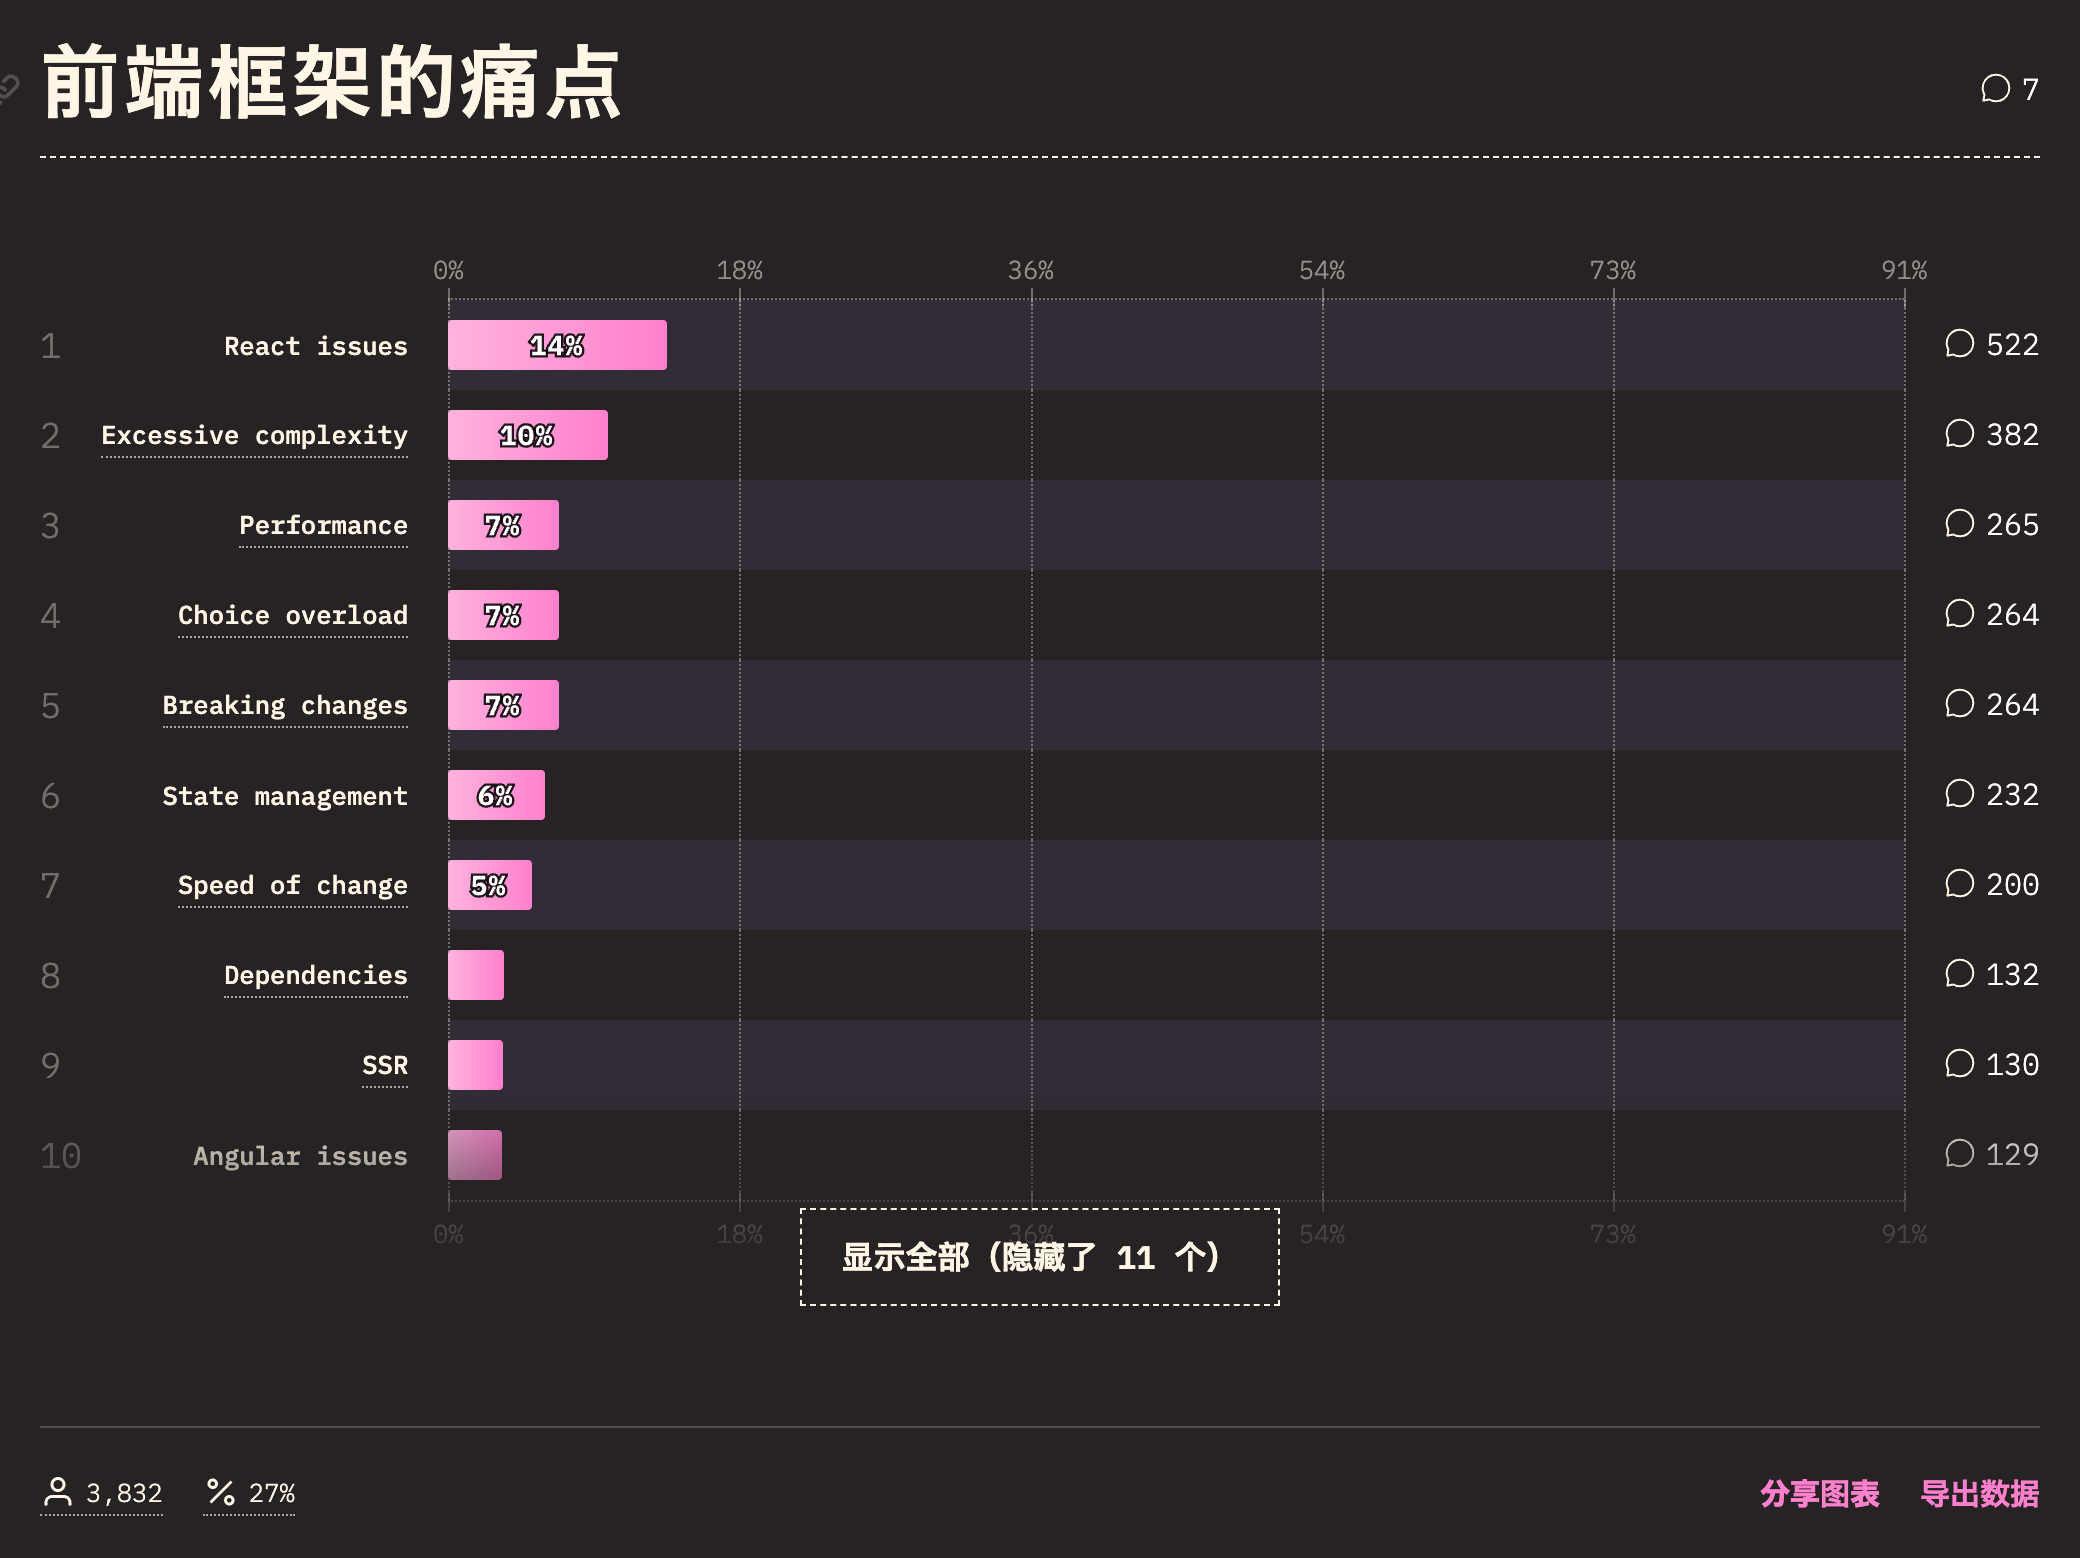 前端框架的痛点
7
0% 18% 36% 54% 73% 91%
1 React issues 14% 522
2 Excessive complexity 10% 382
3 Performance 7% 265
4 Choice overload 7% 264
5 Breaking changes 7% 264
6 State management 6% 232
7 Speed of change 5% 200
8 Dependencies 132
9 SSR 130
10 Angular issues 129
0% 18% 36% 54% 73% 91%
显示全部（隐藏了 11 个）
3,832 27% 分享图表 导出数据